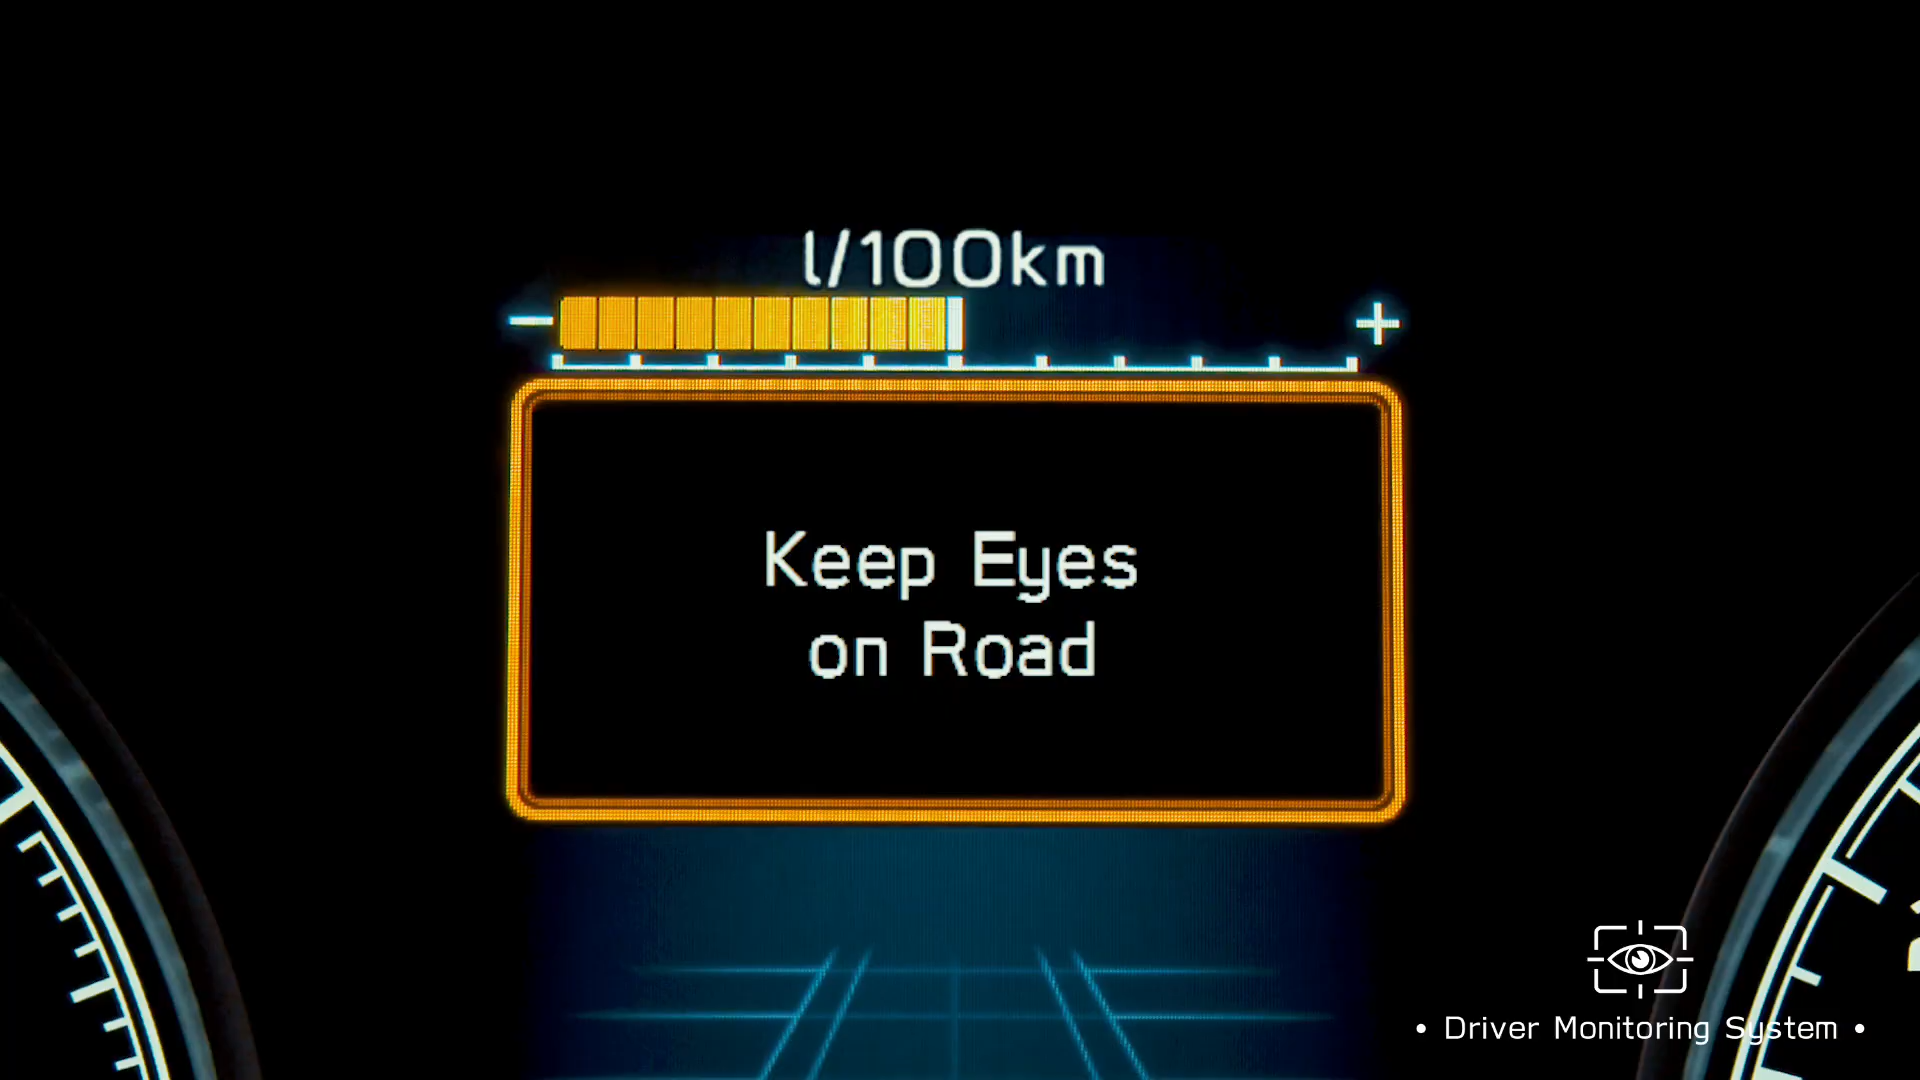 l/100km
− +
Keep Eyes
on Road
• Driver Monitoring System •